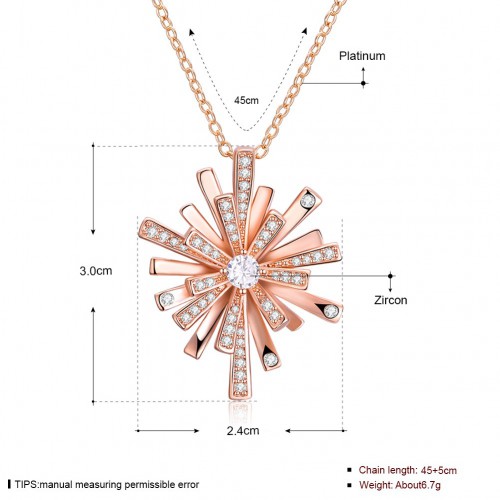 Platinum
45cm
3.0cm
Zircon
2.4cm
Chain length: 45+5cm
TIPS:manual measuring permissible error
Weight: About6.7g